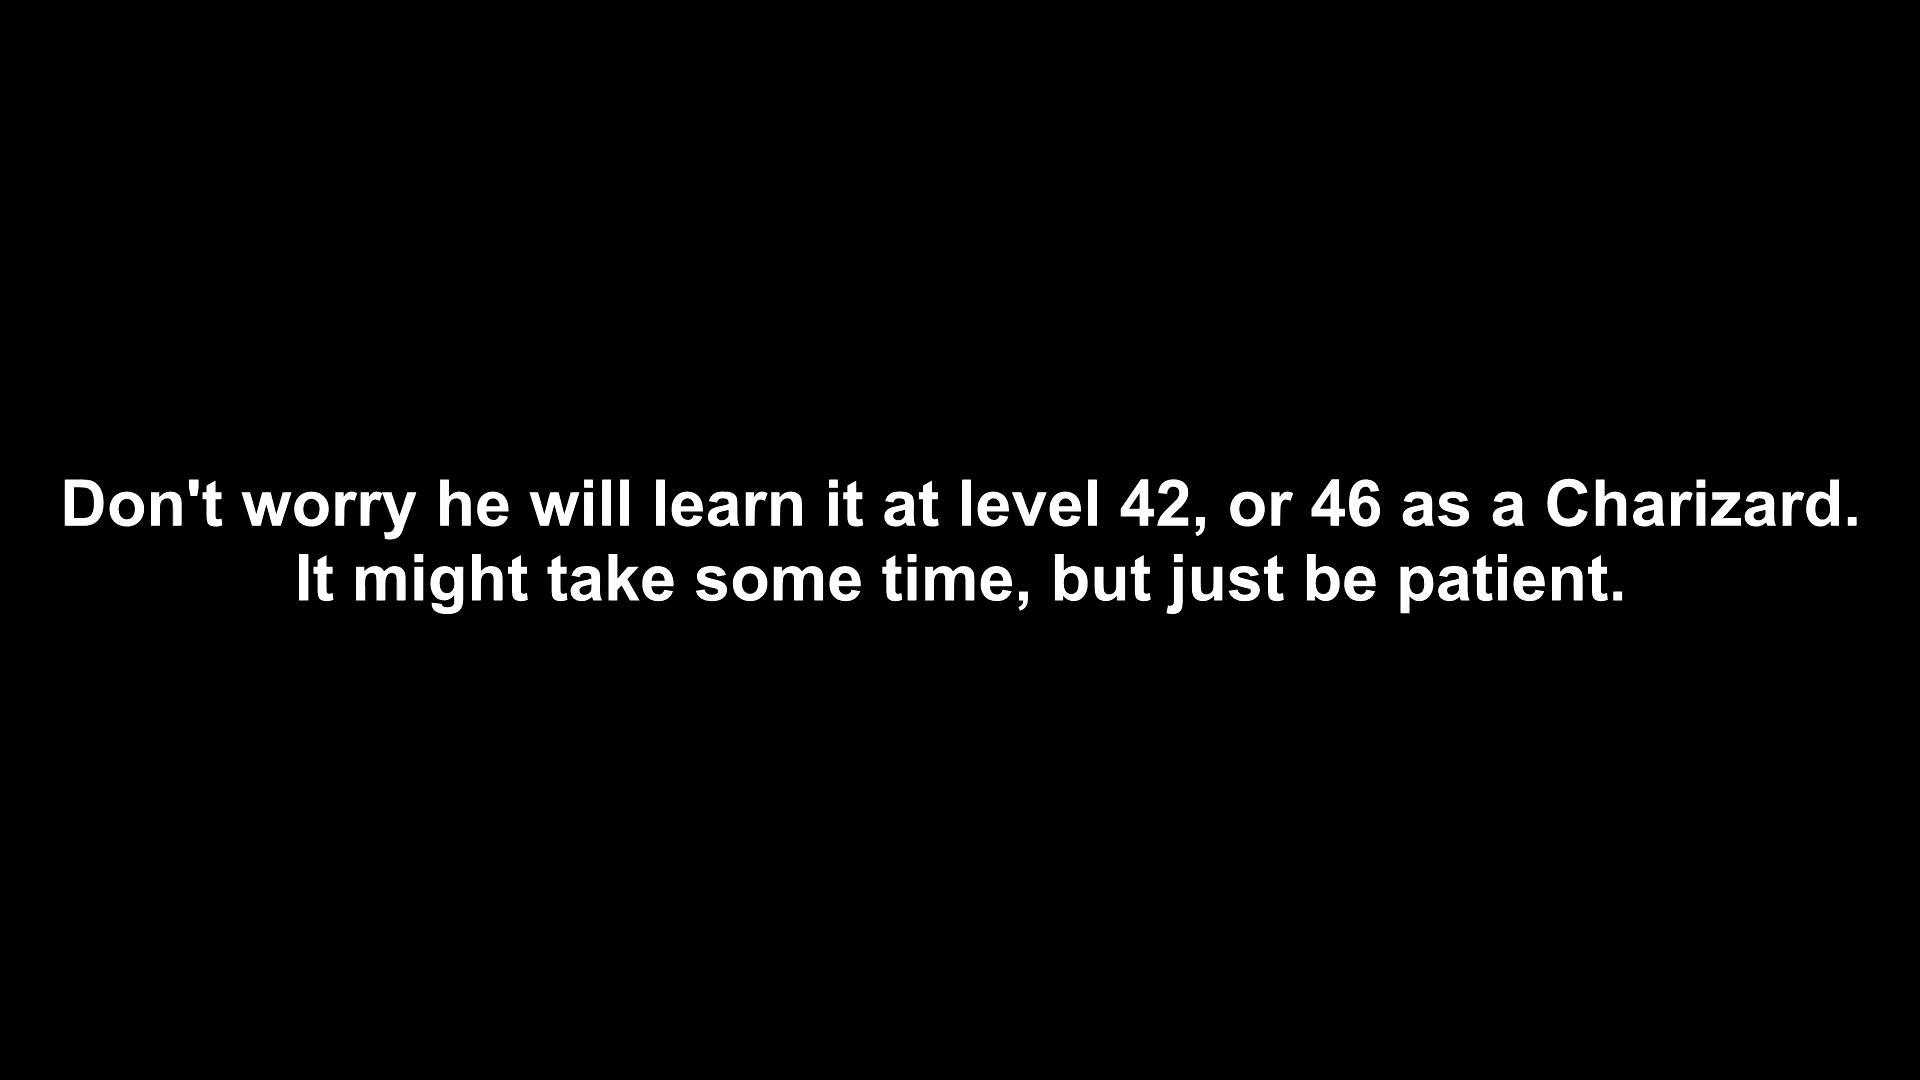 Don't worry he will learn it at level 42, or 46 as a Charizard.
It might take some time, but just be patient.